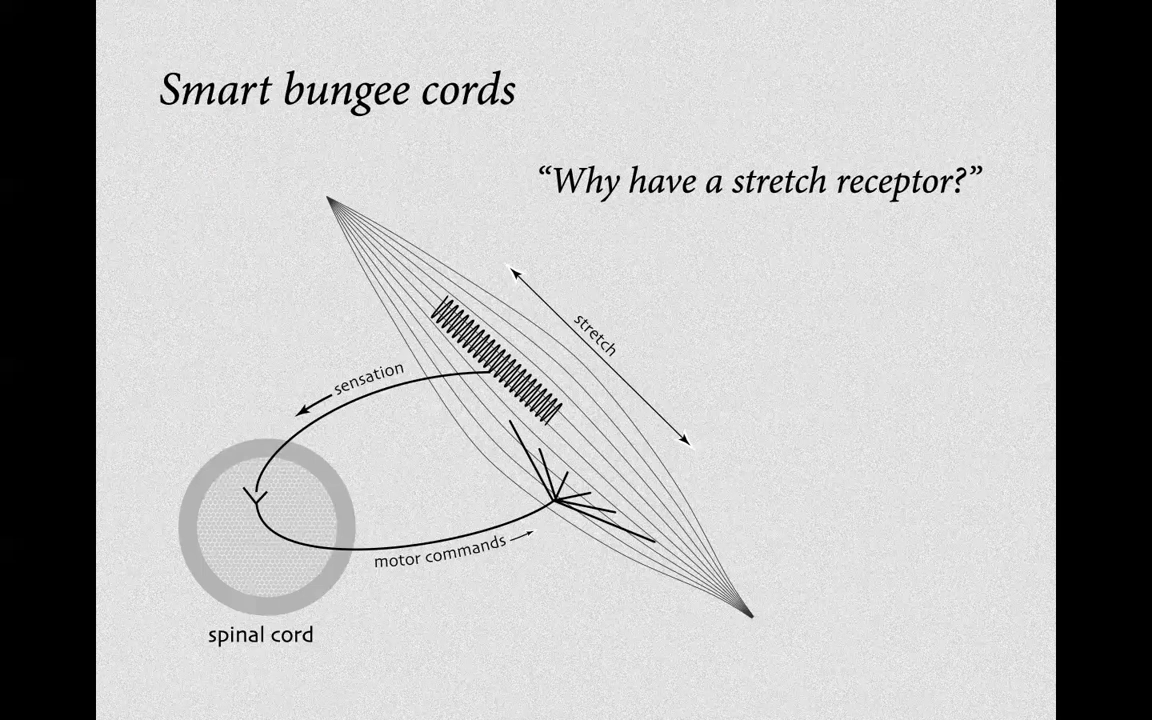 Smart bungee cords
“Why have a stretch receptor?”
stretch
sensation
motor commands
spinal cord